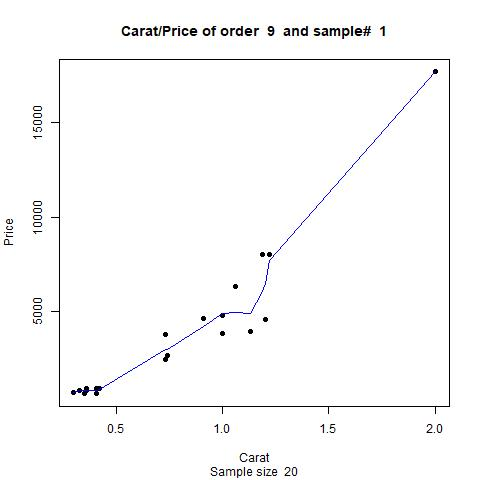 Carat/Price of order 9 and sample# 1
15000
10000
5000
Price
0.5 1.0 1.5 2.0
Carat
Sample size 20